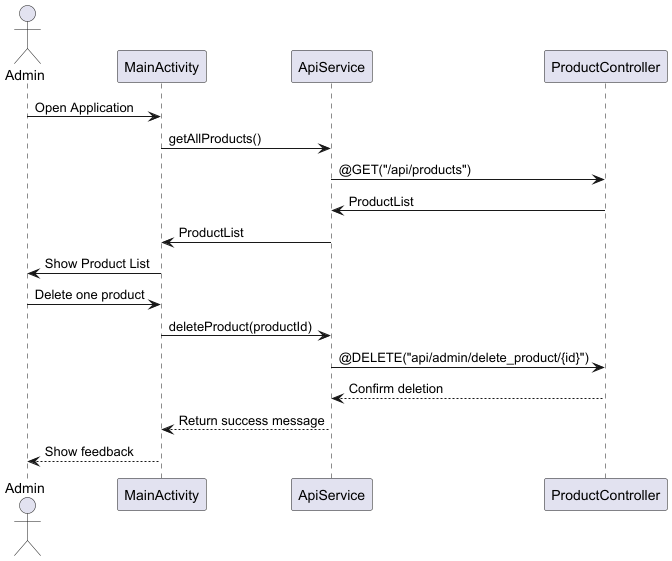 Admin
MainActivity
ApiService
ProductController
Open Application
getAllProducts()
@GET("/api/products")
ProductList
ProductList
Show Product List
Delete one product
deleteProduct(productId)
@DELETE("api/admin/delete_product/{id}")
Confirm deletion
Return success message
Show feedback
Admin
MainActivity
ApiService
ProductController